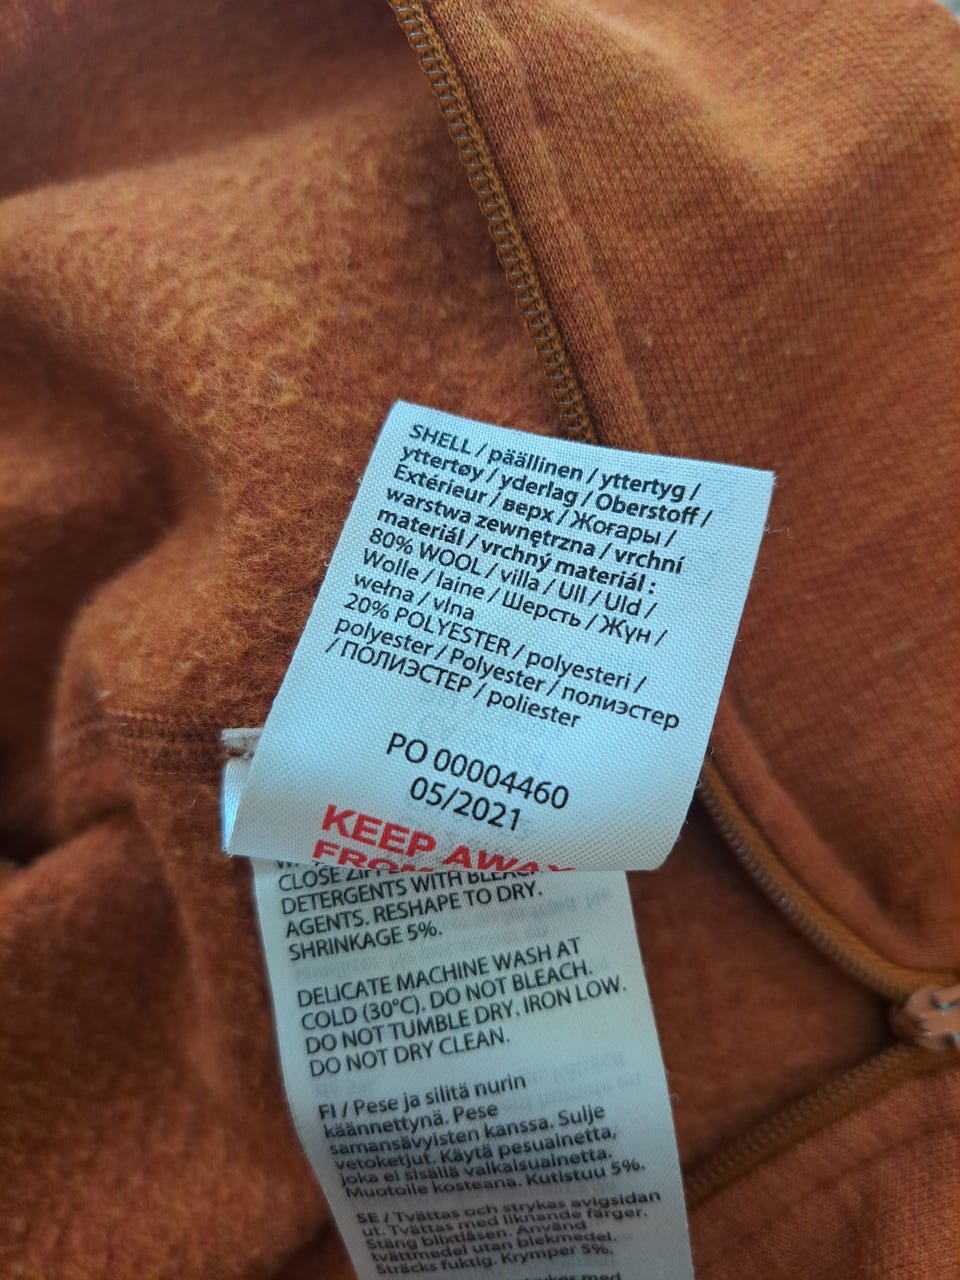 SHELL / päällinen / yttertyg /
yttertøy / yderlag / Oberstoff /
Extérieur / верх / Жоғары /
warstwa zewnętrzna / vrchní
materiál / vrchný materiál :
80% WOOL / villa / Ull / Uld /
Wolle / laine / Шерсть / Жүн /
wełna / vlna
20% POLYESTER / polyesteri /
polyester / Polyester / полиэстер
/ ПОЛИЭСТЕР / poliester
PO 00004460
05/2021
KEEP AWAY
FROM
CLOSE
DETERGENTS WITH BLEACH
AGENTS. RESHAPE TO DRY.
SHRINKAGE 5%.
DELICATE MACHINE WASH AT
COLD (30°C). DO NOT BLEACH.
DO NOT TUMBLE DRY. IRON LOW.
DO NOT DRY CLEAN.
FI / Pese ja silitä nurin
käännettynä. Pese
samansävyisten kanssa. Sulje
vetoketjut. Käytä pesuainetta,
joka ei sisällä valkaisuainetta.
Muotoile kosteana. Kutistuu 5%.
SE / Tvättas och strykas avigsidan
ut. Tvättas med liknande färger.
Stäng blixtlåsen. Använd
tvättmedel utan blekmedel.
Sträcks fuktig. Krymper 5%.